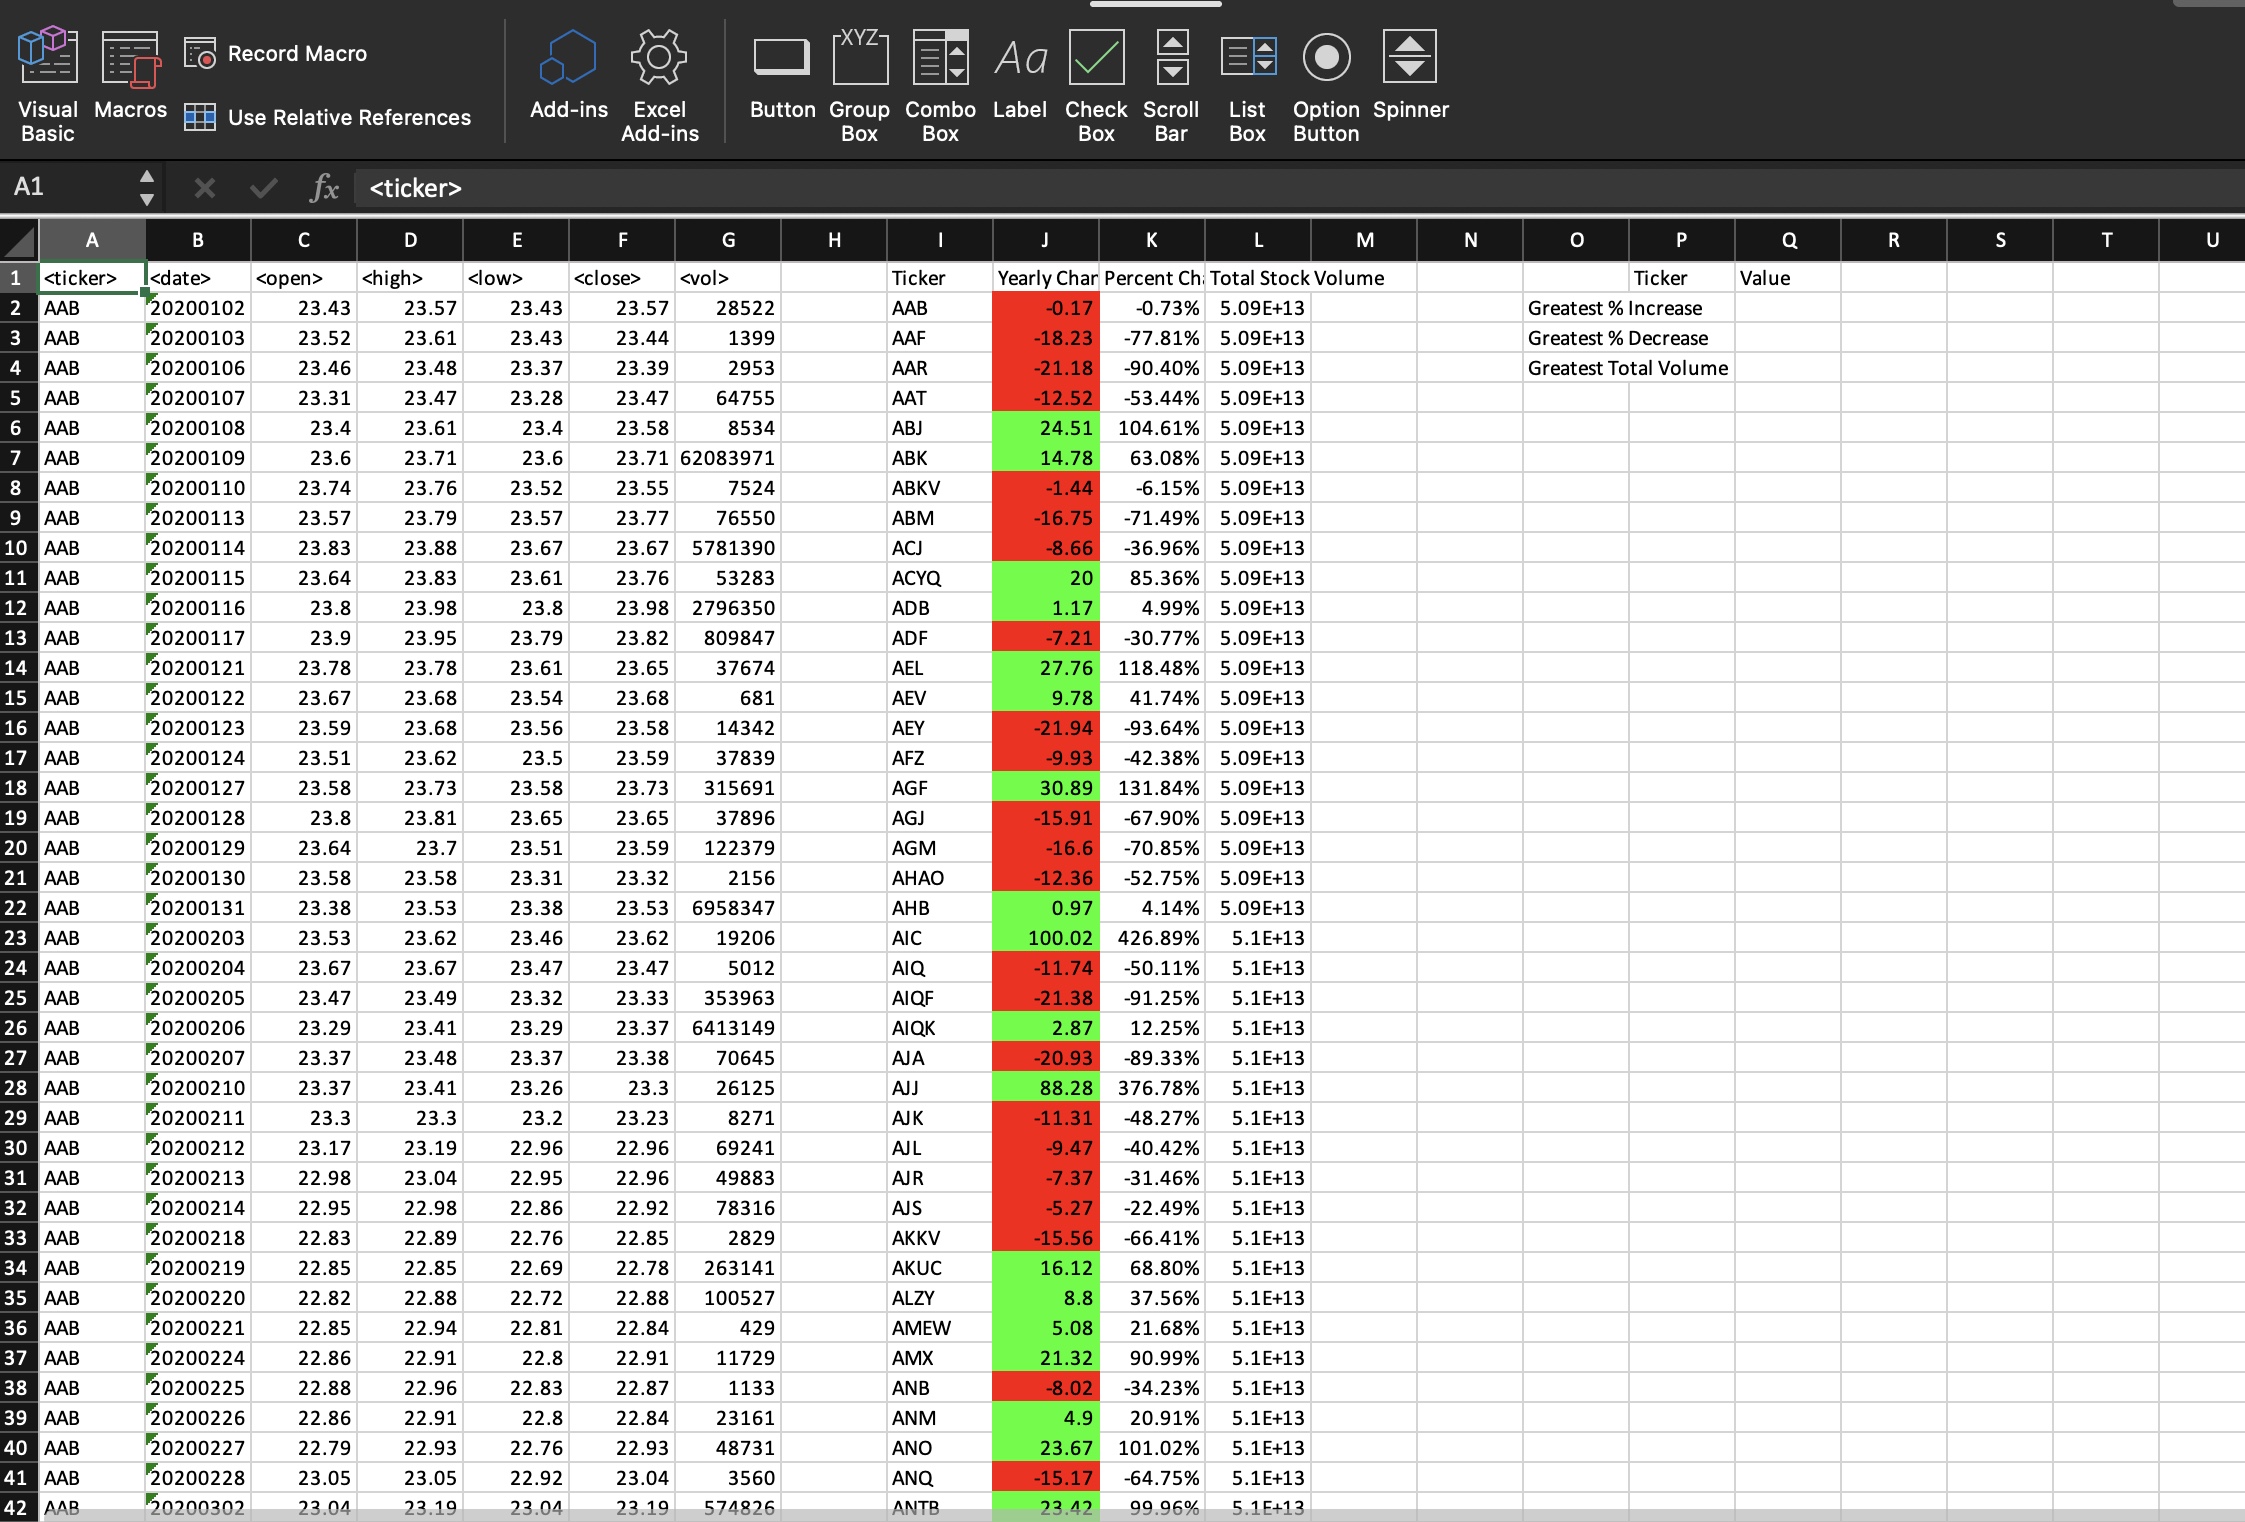 Visual Basic
Macros
Record Macro
Use Relative References
Add-ins
Excel Add-ins
Button
XYZ
Group Box
Combo Box
Aa
Label
Check Box
Scroll Bar
List Box
Option Button
Spinner
A1 fx <ticker>
A B C D E F G H I J K L M N O P Q R S T U
1 <ticker> <date> <open> <high> <low> <close> <vol> Ticker Yearly Char Percent Ch Total Stock Volume Ticker Value
2 AAB 20200102 23.43 23.57 23.43 23.57 28522 AAB -0.17 -0.73% 5.09E+13 Greatest % Increase
3 AAB 20200103 23.52 23.61 23.43 23.44 1399 AAF -18.23 -77.81% 5.09E+13 Greatest % Decrease
4 AAB 20200106 23.46 23.48 23.37 23.39 2953 AAR -21.18 -90.40% 5.09E+13 Greatest Total Volume
5 AAB 20200107 23.31 23.47 23.28 23.47 64755 AAT -12.52 -53.44% 5.09E+13
6 AAB 20200108 23.4 23.61 23.4 23.58 8534 ABJ 24.51 104.61% 5.09E+13
7 AAB 20200109 23.6 23.71 23.6 23.71 62083971 ABK 14.78 63.08% 5.09E+13
8 AAB 20200110 23.74 23.76 23.52 23.55 7524 ABKV -1.44 -6.15% 5.09E+13
9 AAB 20200113 23.57 23.79 23.57 23.77 76550 ABM -16.75 -71.49% 5.09E+13
10 AAB 20200114 23.83 23.88 23.67 23.67 5781390 ACJ -8.66 -36.96% 5.09E+13
11 AAB 20200115 23.64 23.83 23.61 23.76 53283 ACYQ 20 85.36% 5.09E+13
12 AAB 20200116 23.8 23.98 23.8 23.98 2796350 ADB 1.17 4.99% 5.09E+13
13 AAB 20200117 23.9 23.95 23.79 23.82 809847 ADF -7.21 -30.77% 5.09E+13
14 AAB 20200121 23.78 23.78 23.61 23.65 37674 AEL 27.76 118.48% 5.09E+13
15 AAB 20200122 23.67 23.68 23.54 23.68 681 AEV 9.78 41.74% 5.09E+13
16 AAB 20200123 23.59 23.68 23.56 23.58 14342 AEY -21.94 -93.64% 5.09E+13
17 AAB 20200124 23.51 23.62 23.5 23.59 37839 AFZ -9.93 -42.38% 5.09E+13
18 AAB 20200127 23.58 23.73 23.58 23.73 315691 AGF 30.89 131.84% 5.09E+13
19 AAB 20200128 23.8 23.81 23.65 23.65 37896 AGJ -15.91 -67.90% 5.09E+13
20 AAB 20200129 23.64 23.7 23.51 23.59 122379 AGM -16.6 -70.85% 5.09E+13
21 AAB 20200130 23.58 23.58 23.31 23.32 2156 AHAO -12.36 -52.75% 5.09E+13
22 AAB 20200131 23.38 23.53 23.38 23.53 6958347 AHB 0.97 4.14% 5.09E+13
23 AAB 20200203 23.53 23.62 23.46 23.62 19206 AIC 100.02 426.89% 5.1E+13
24 AAB 20200204 23.67 23.67 23.47 23.47 5012 AIQ -11.74 -50.11% 5.1E+13
25 AAB 20200205 23.47 23.49 23.32 23.33 353963 AIQF -21.38 -91.25% 5.1E+13
26 AAB 20200206 23.29 23.41 23.29 23.37 6413149 AIQK 2.87 12.25% 5.1E+13
27 AAB 20200207 23.37 23.48 23.37 23.38 70645 AJA -20.93 -89.33% 5.1E+13
28 AAB 20200210 23.37 23.41 23.26 23.3 26125 AJJ 88.28 376.78% 5.1E+13
29 AAB 20200211 23.3 23.3 23.2 23.23 8271 AJK -11.31 -48.27% 5.1E+13
30 AAB 20200212 23.17 23.19 22.96 22.96 69241 AJL -9.47 -40.42% 5.1E+13
31 AAB 20200213 22.98 23.04 22.95 22.96 49883 AJR -7.37 -31.46% 5.1E+13
32 AAB 20200214 22.95 22.98 22.86 22.92 78316 AJS -5.27 -22.49% 5.1E+13
33 AAB 20200218 22.83 22.89 22.76 22.85 2829 AKKV -15.56 -66.41% 5.1E+13
34 AAB 20200219 22.85 22.85 22.69 22.78 263141 AKUC 16.12 68.80% 5.1E+13
35 AAB 20200220 22.82 22.88 22.72 22.88 100527 ALZY 8.8 37.56% 5.1E+13
36 AAB 20200221 22.85 22.94 22.81 22.84 429 AMEW 5.08 21.68% 5.1E+13
37 AAB 20200224 22.86 22.91 22.8 22.91 11729 AMX 21.32 90.99% 5.1E+13
38 AAB 20200225 22.88 22.96 22.83 22.87 1133 ANB -8.02 -34.23% 5.1E+13
39 AAB 20200226 22.86 22.91 22.8 22.84 23161 ANM 4.9 20.91% 5.1E+13
40 AAB 20200227 22.79 22.93 22.76 22.93 48731 ANO 23.67 101.02% 5.1E+13
41 AAB 20200228 23.05 23.05 22.92 23.04 3560 ANQ -15.17 -64.75% 5.1E+13
42 AAB 20200302 23.04 23.19 23.04 23.19 574826 ANTB 23.42 99.96% 5.1E+13